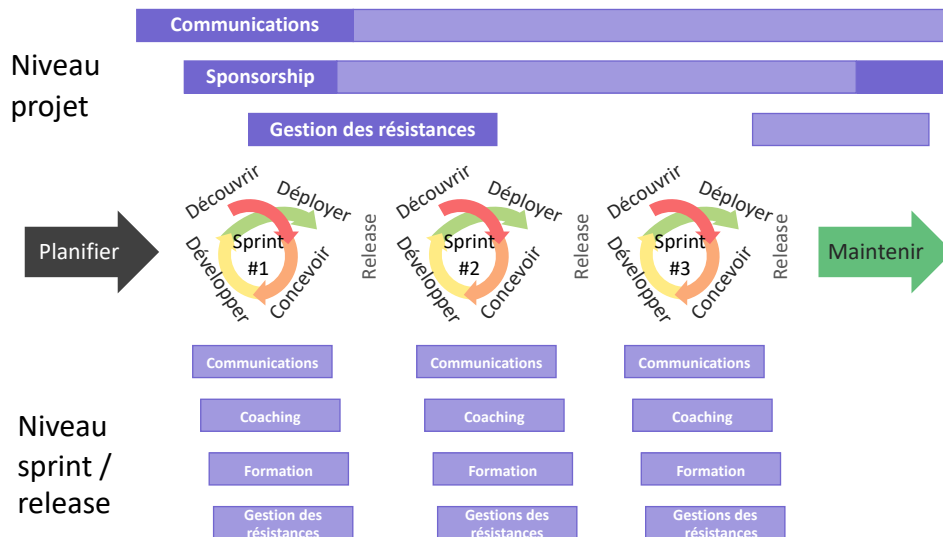 Communications
Niveau
projet
Sponsorship
Gestion des résistances
Planifier
Découvrir
Déployer
Sprint
#1
Développer
Concevoir
Release
Découvrir
Déployer
Sprint
#2
Développer
Concevoir
Release
Découvrir
Déployer
Sprint
#3
Développer
Concevoir
Release
Maintenir
Niveau
sprint /
release
Communications
Communications
Communications
Coaching
Coaching
Coaching
Formation
Formation
Formation
Gestion des
résistances
Gestions des
résistances
Gestions des
résistances